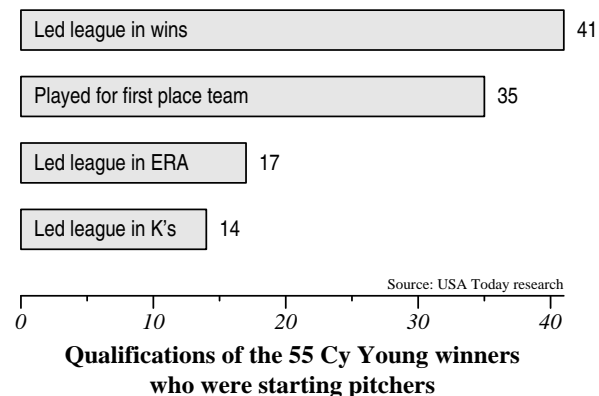 Led league in wins 41
Played for first place team 35
Led league in ERA 17
Led league in K's 14
Source: USA Today research
0 10 20 30 40
Qualifications of the 55 Cy Young winners
who were starting pitchers